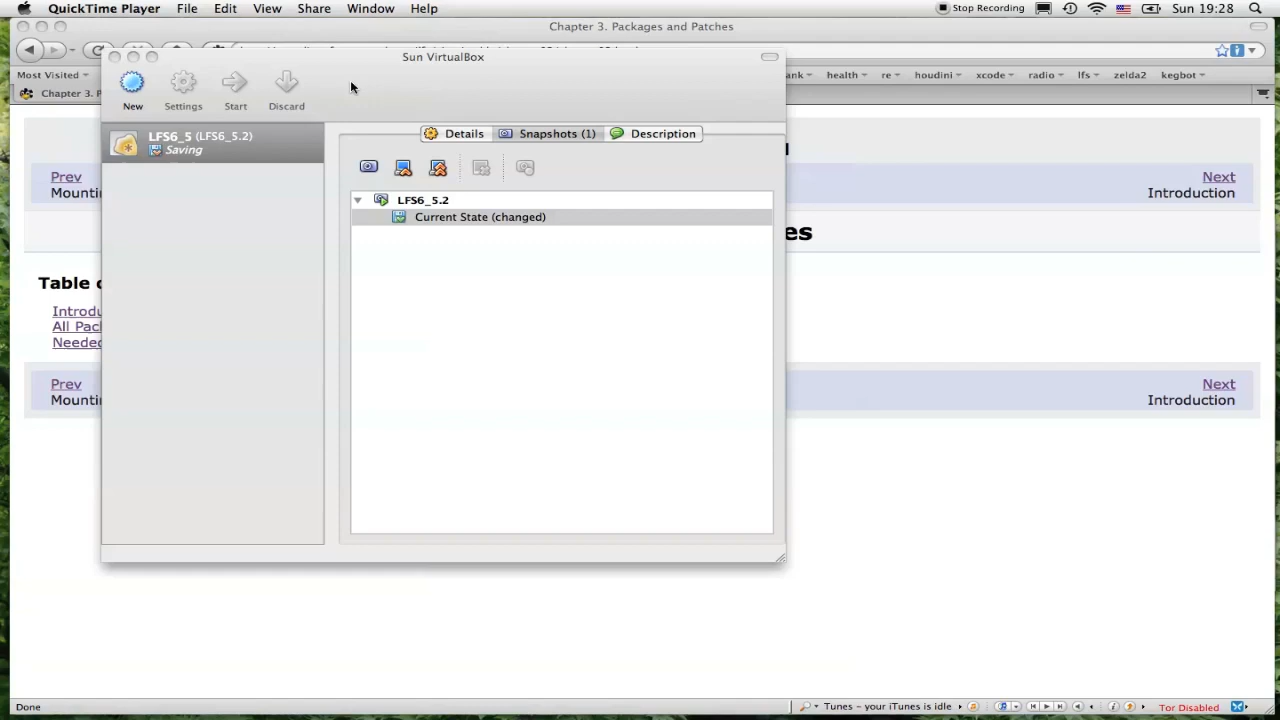 QuickTime Player File Edit View Share Window Help Stop Recording Sun 19:28
Chapter 3. Packages and Patches
Most Visited ank health re houdini xcode radio lfs zelda2 kegbot
Chapter 3. P
Sun VirtualBox
New Settings Start Discard
LFS6_5 (LFS6_5.2)
Saving
Details Snapshots (1) Description
LFS6_5.2
Current State (changed)
Prev Next
Mounti Introduction
es
Table
Introdu
All Pac
Needed
Prev Next
Mounti Introduction
Done Tunes - your iTunes is idle Tor Disabled